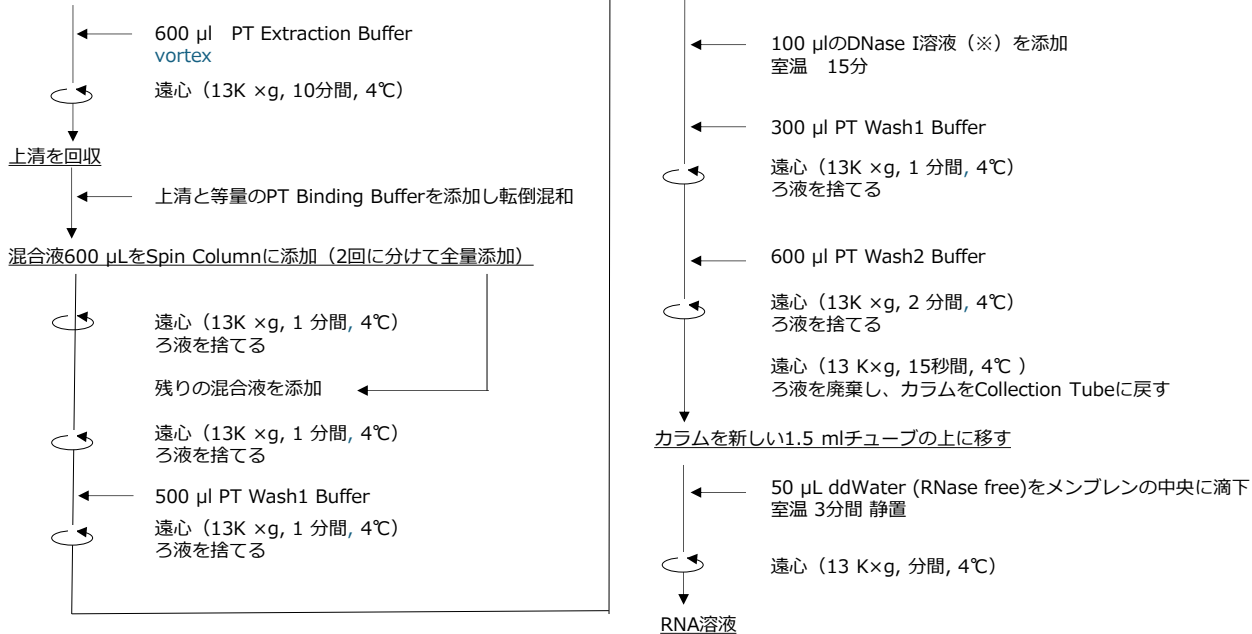 600 µl　PT Extraction Buffer
vortex
遠心（13K ×g, 10分間, 4℃）
上清を回収
上清と等量のPT Binding Bufferを添加し転倒混和
混合液600 µLをSpin Columnに添加（2回に分けて全量添加）
遠心（13K ×g, 1 分間, 4℃）
ろ液を捨てる
残りの混合液を添加
遠心（13K ×g, 1 分間, 4℃）
ろ液を捨てる
500 µl PT Wash1 Buffer
遠心（13K ×g, 1 分間, 4℃）
ろ液を捨てる
100 µlのDNase I溶液（※）を添加
室温　15分
300 µl PT Wash1 Buffer
遠心（13K ×g, 1 分間, 4℃）
ろ液を捨てる
600 µl PT Wash2 Buffer
遠心（13K ×g, 2 分間, 4℃）
ろ液を捨てる
遠心（13 K×g, 15秒間, 4℃ ）
ろ液を廃棄し、カラムをCollection Tubeに戻す
カラムを新しい1.5 mlチューブの上に移す
50 µL ddWater (RNase free)をメンブレンの中央に滴下
室温 3分間 静置
遠心（13 K×g, 分間, 4℃）
RNA溶液